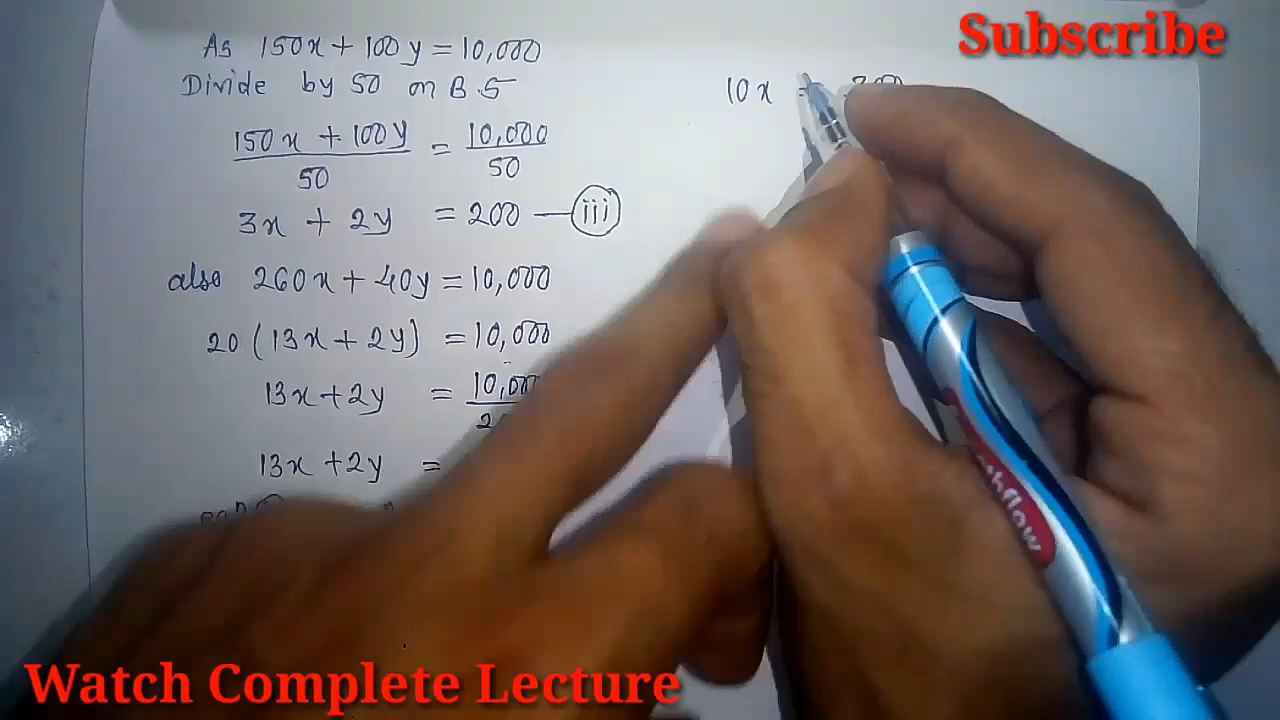 Subscribe
As 150x + 100y = 10,000
Divide by 50 on B.S
150x + 100y / 50 = 10,000 / 50
3x + 2y = 200 — (iii)
also 260x + 40y = 10,000
20 (13x + 2y) = 10,000
13x + 2y = 10,000
13x + 2y =
10x =
Watch Complete Lecture